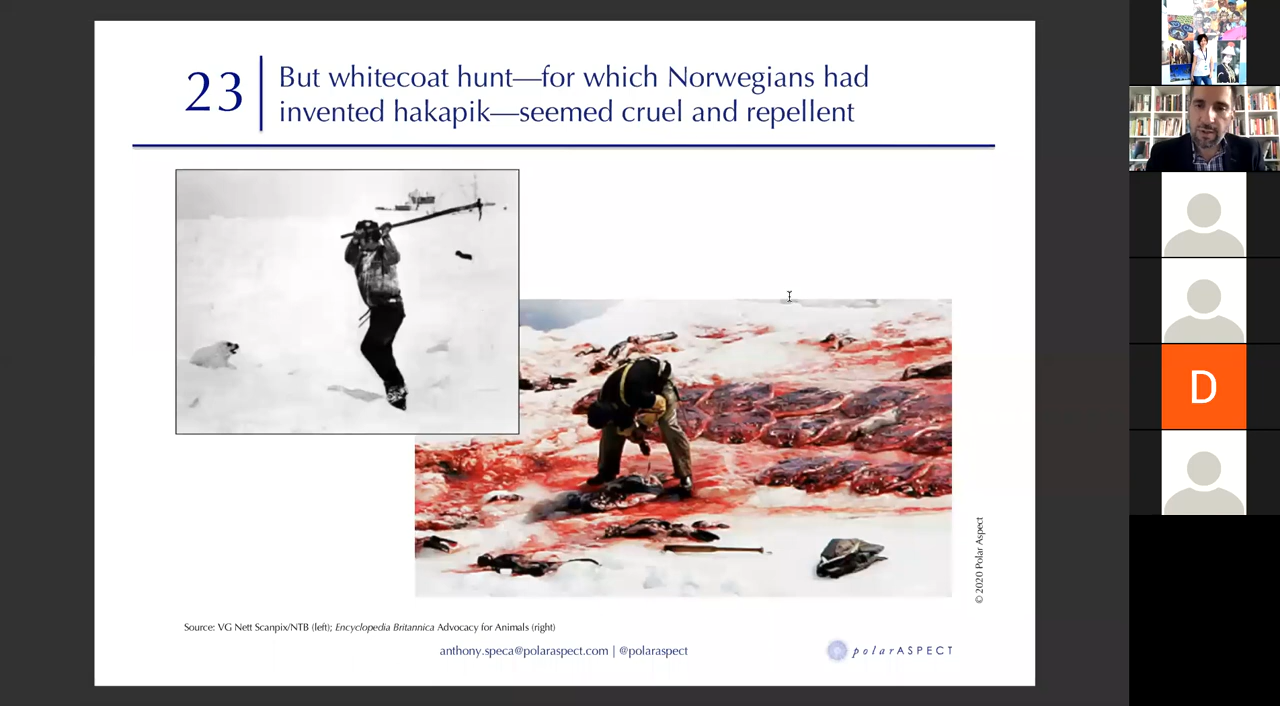 23
But whitecoat hunt—for which Norwegians had
invented hakapik—seemed cruel and repellent
© 2020 Polar Aspect
Source: VG Nett Scanpix/NTB (left); Encyclopedia Britannica Advocacy for Animals (right)
anthony.speca@polaraspect.com | @polaraspect
polarASPECT
D